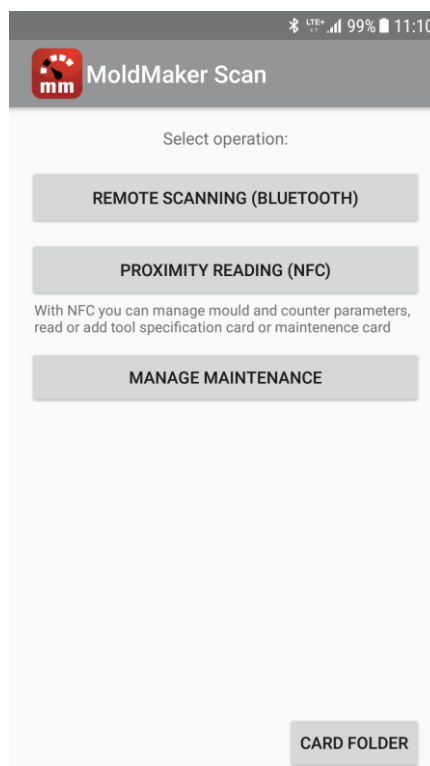 LTE+ 99% 11:10
mm MoldMaker Scan
Select operation:
REMOTE SCANNING (BLUETOOTH)
PROXIMITY READING (NFC)
With NFC you can manage mould and counter parameters,
read or add tool specification card or maintenence card
MANAGE MAINTENANCE
CARD FOLDER